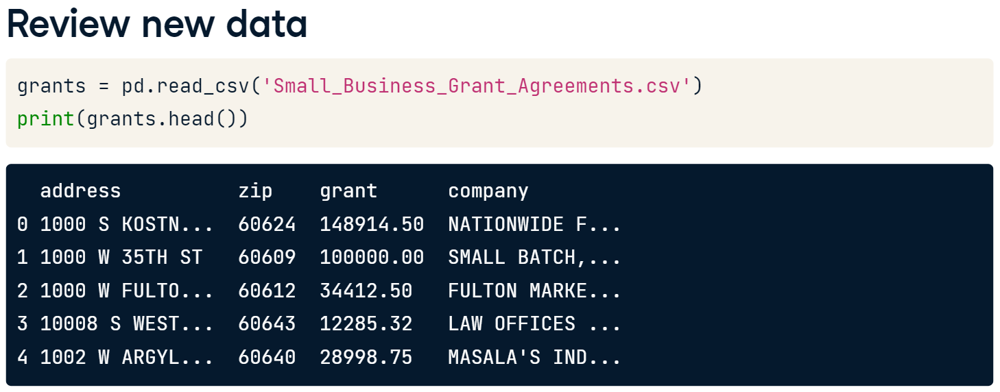 Review new data
grants = pd.read_csv('Small_Business_Grant_Agreements.csv')
print(grants.head())
address zip grant company
0 1000 S KOSTN... 60624 148914.50 NATIONWIDE F...
1 1000 W 35TH ST 60609 100000.00 SMALL BATCH,...
2 1000 W FULTO... 60612 34412.50 FULTON MARKE...
3 10008 S WEST... 60643 12285.32 LAW OFFICES ...
4 1002 W ARGYL... 60640 28998.75 MASALA'S IND...